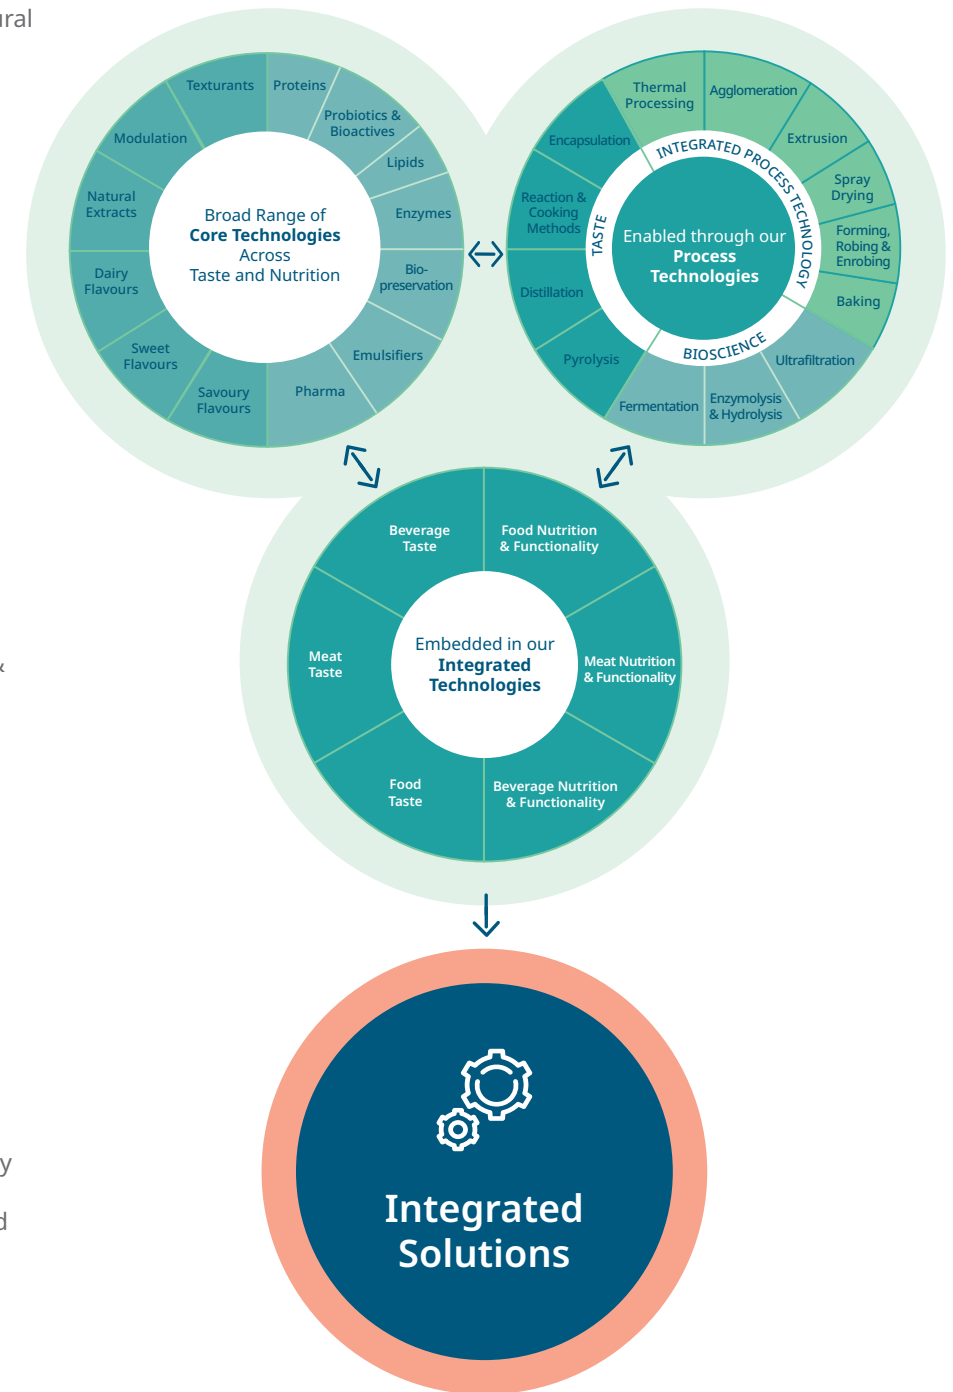 ural
Texturants
Proteins
Probiotics &
Bioactives
Lipids
Enzymes
Bio-
preservation
Emulsifiers
Pharma
Savoury
Flavours
Sweet
Flavours
Dairy
Flavours
Natural
Extracts
Modulation
Broad Range of
Core Technologies
Across
Taste and Nutrition
Thermal
Processing
Agglomeration
Extrusion
Spray
Drying
Forming,
Robing &
Enrobing
Baking
Ultrafiltration
Enzymolysis
& Hydrolysis
Fermentation
Pyrolysis
Distillation
Reaction &
Cooking
Methods
Encapsulation
TASTE
INTEGRATED PROCESS TECHNOLOGY
BIOSCIENCE
Enabled through our
Process
Technologies
Beverage
Taste
Food Nutrition
& Functionality
Meat Nutrition
& Functionality
Beverage Nutrition
& Functionality
Food
Taste
Meat
Taste
Embedded in our
Integrated
Technologies
&
y
d
Integrated
Solutions